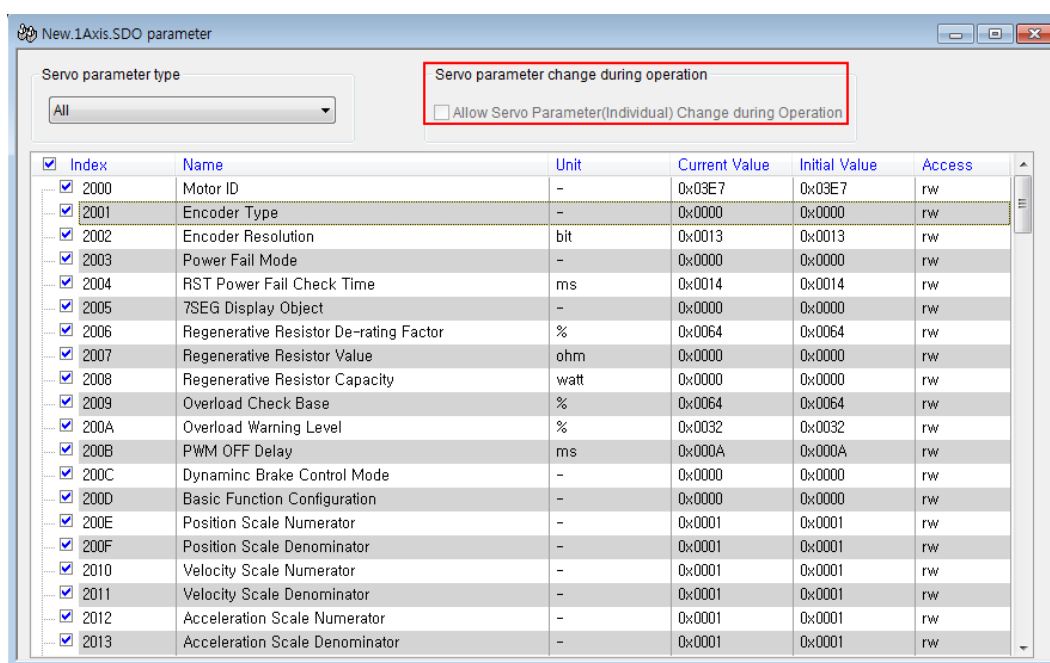 New.1Axis.SDO parameter
Servo parameter type
Servo parameter change during operation
All
Allow Servo Parameter(Individual) Change during Operation
Index Name Unit Current Value Initial Value Access
2000 Motor ID - 0x03E7 0x03E7 rw
2001 Encoder Type - 0x0000 0x0000 rw
2002 Encoder Resolution bit 0x0013 0x0013 rw
2003 Power Fail Mode - 0x0000 0x0000 rw
2004 RST Power Fail Check Time ms 0x0014 0x0014 rw
2005 7SEG Display Object - 0x0000 0x0000 rw
2006 Regenerative Resistor De-rating Factor % 0x0064 0x0064 rw
2007 Regenerative Resistor Value ohm 0x0000 0x0000 rw
2008 Regenerative Resistor Capacity watt 0x0000 0x0000 rw
2009 Overload Check Base % 0x0064 0x0064 rw
200A Overload Warning Level % 0x0032 0x0032 rw
200B PWM OFF Delay ms 0x000A 0x000A rw
200C Dynaminc Brake Control Mode - 0x0000 0x0000 rw
200D Basic Function Configuration - 0x0000 0x0000 rw
200E Position Scale Numerator - 0x0001 0x0001 rw
200F Position Scale Denominator - 0x0001 0x0001 rw
2010 Velocity Scale Numerator - 0x0001 0x0001 rw
2011 Velocity Scale Denominator - 0x0001 0x0001 rw
2012 Acceleration Scale Numerator - 0x0001 0x0001 rw
2013 Acceleration Scale Denominator - 0x0001 0x0001 rw